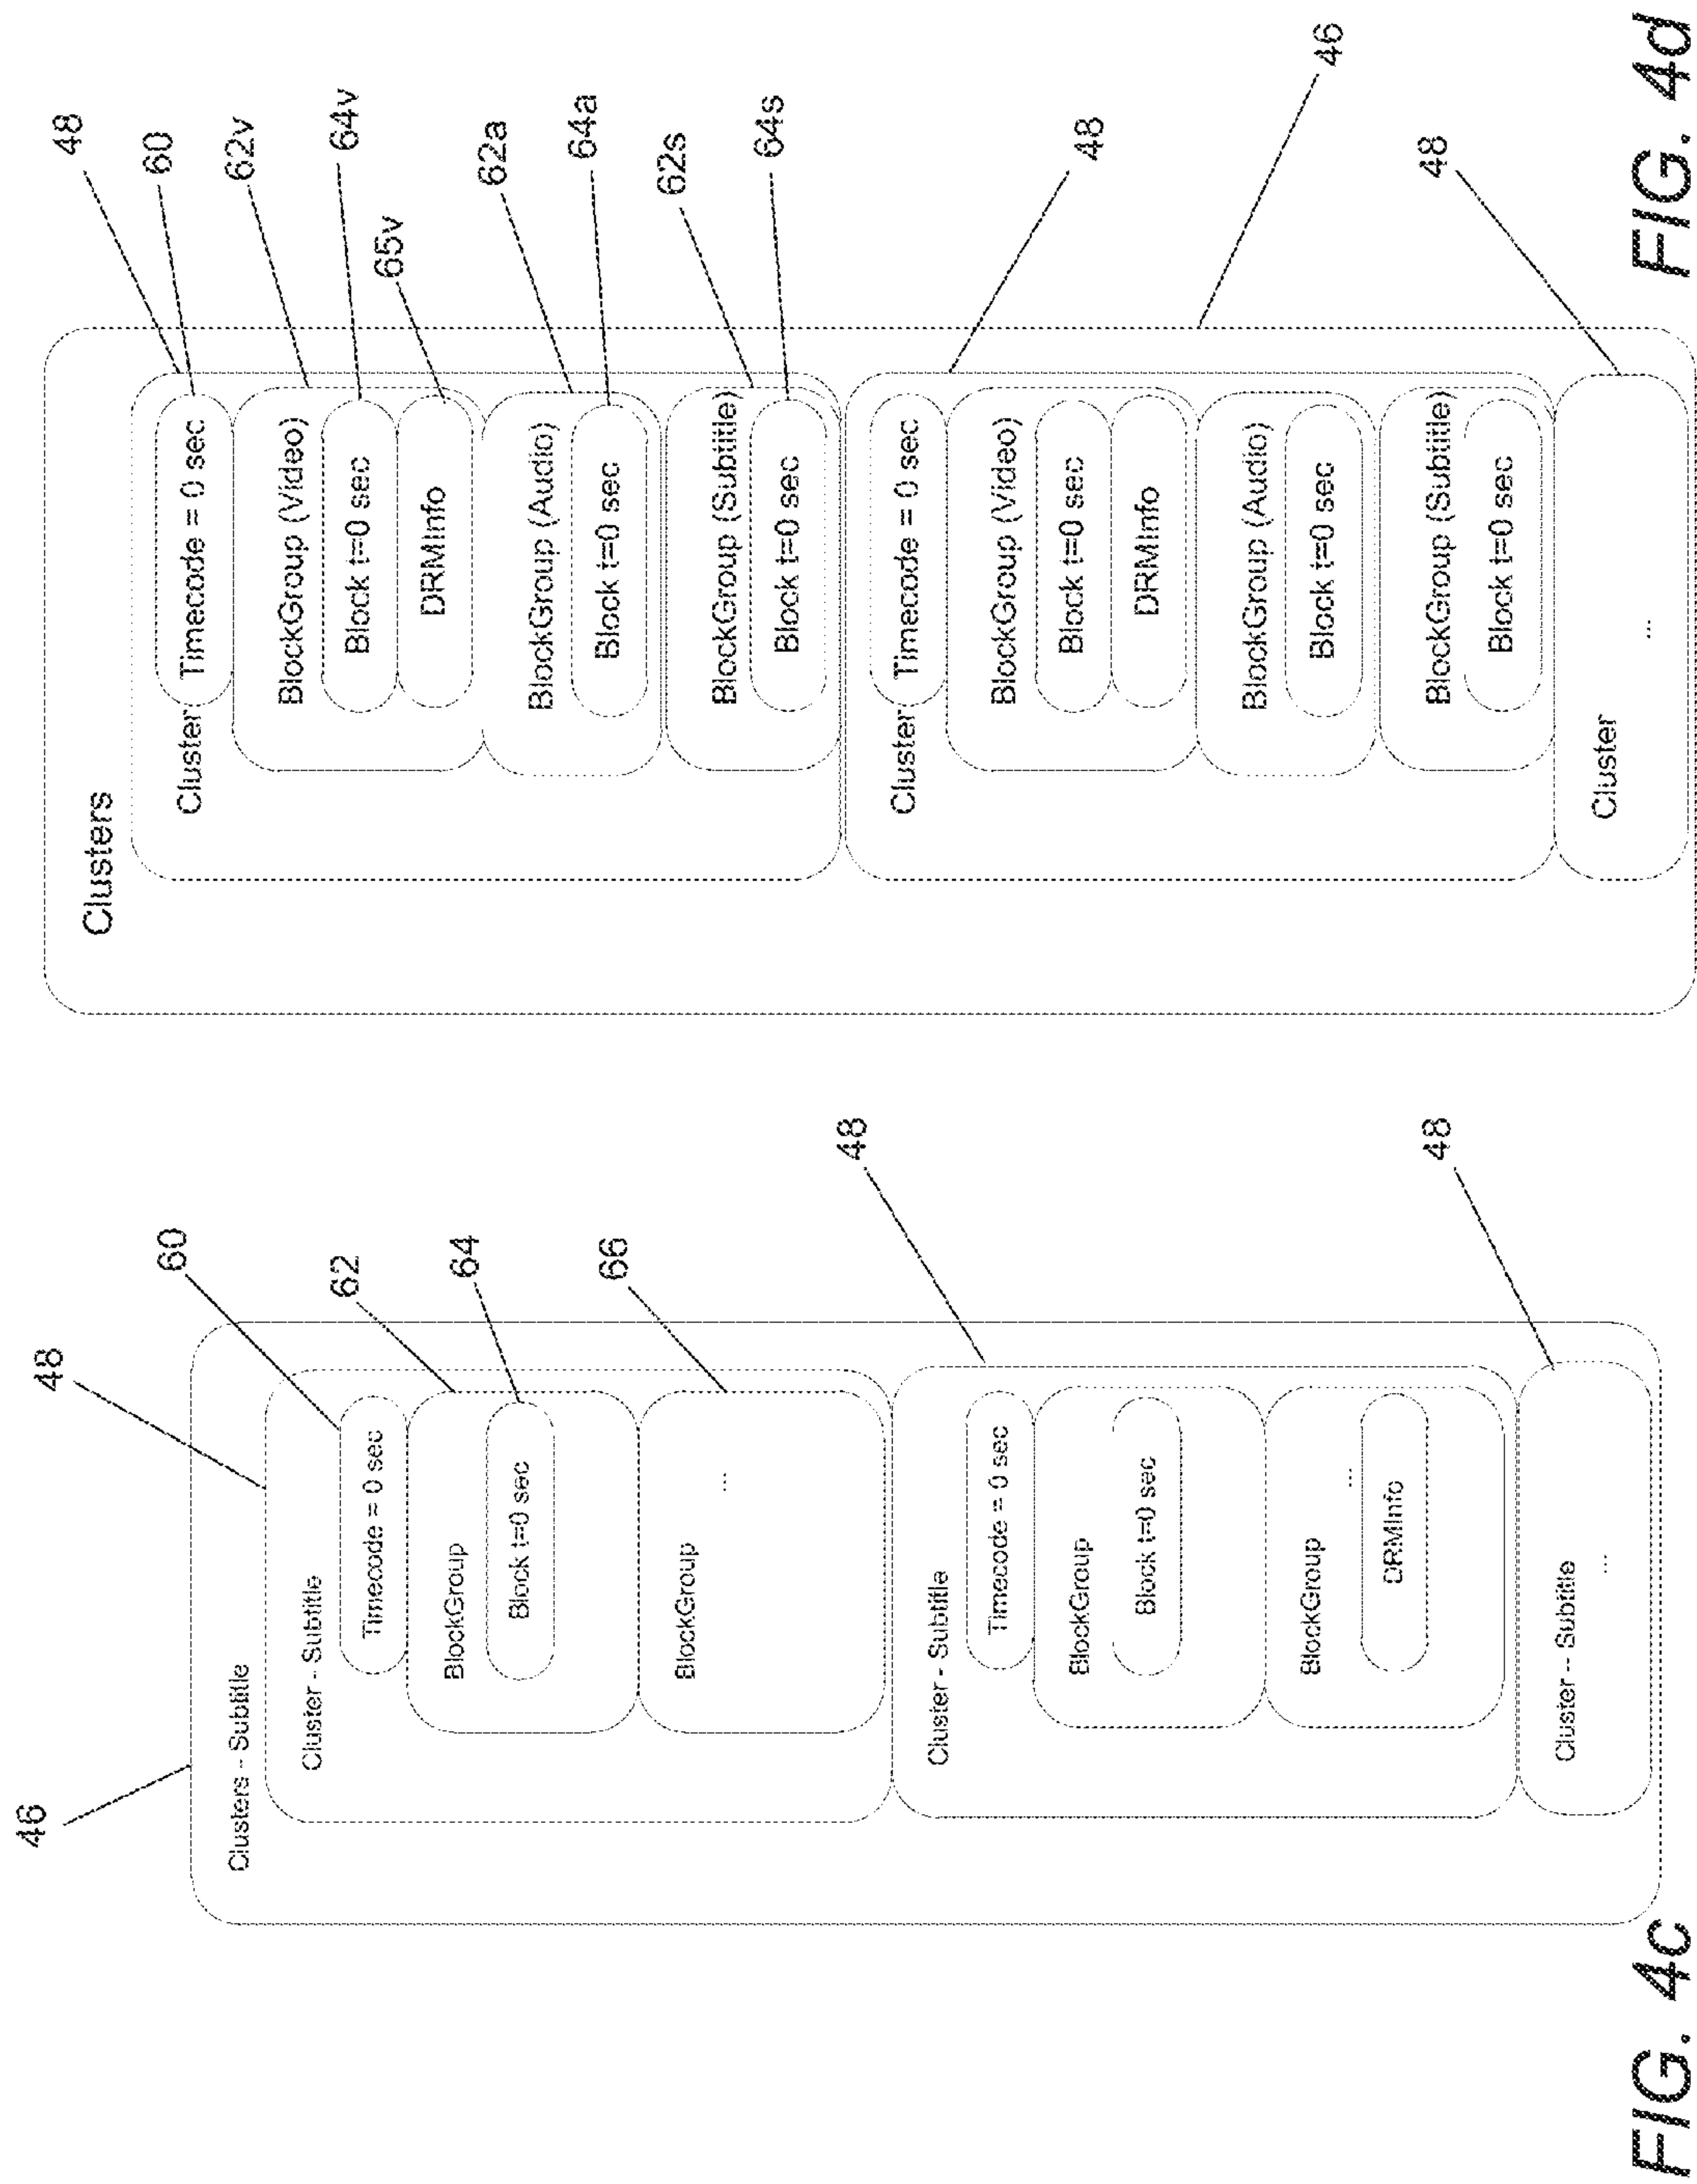 46
48
60
62
64
66
48
48
Clusters - Subtitle
Cluster - Subtitle
Timecode = 0 sec
BlockGroup
Block t=0 sec
BlockGroup
...
Cluster - Subtitle
Timecode = 0 sec
BlockGroup
Block t=0 sec
BlockGroup
...
DRMInfo
Cluster -- Subtitle
...
FIG. 4c
48
60
62v
64v
65v
62a
64a
62s
64s
48
46
48
Clusters
Cluster
Timecode = 0 sec
BlockGroup (Video)
Block t=0 sec
DRMInfo
BlockGroup (Audio)
Block t=0 sec
BlockGroup (Subtitle)
Block t=0 sec
Cluster
Timecode = 0 sec
BlockGroup (Video)
Block t=0 sec
DRMInfo
BlockGroup (Audio)
Block t=0 sec
BlockGroup (Subtitle)
Block t=0 sec
Cluster
...
FIG. 4d